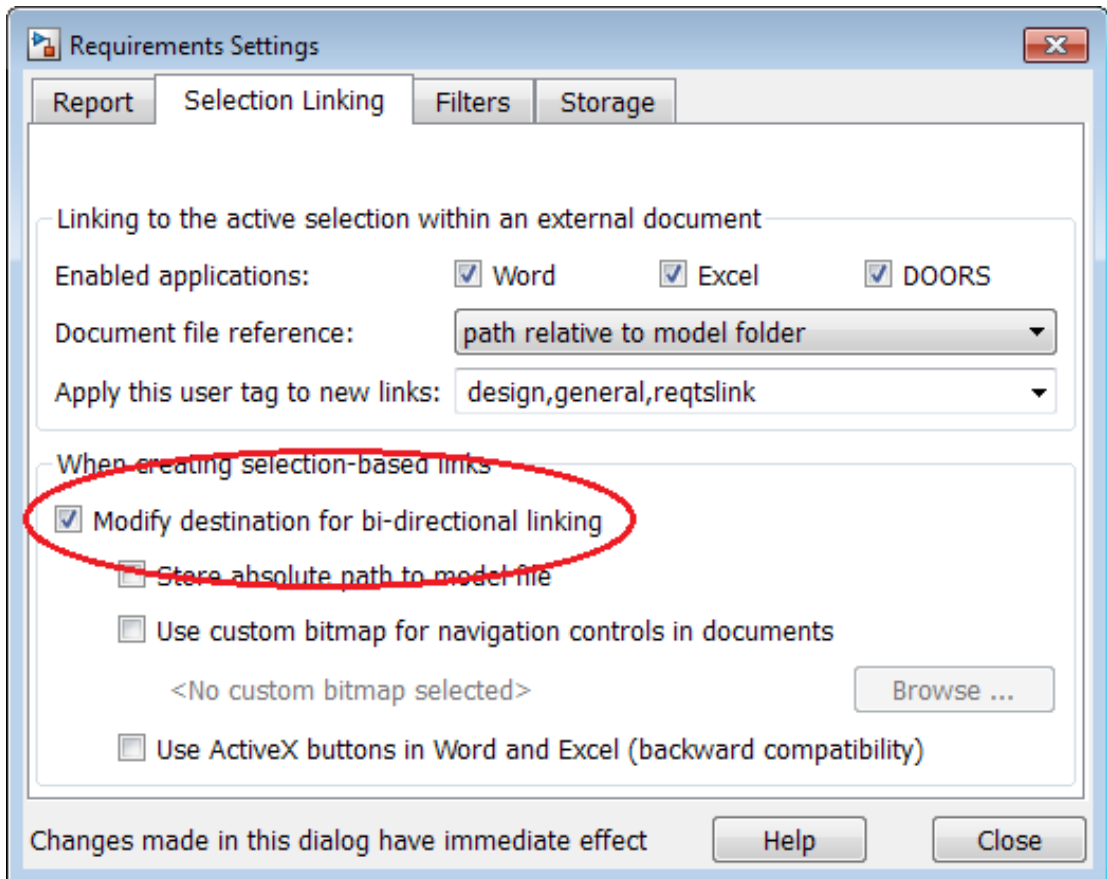 Requirements Settings
Report Selection Linking Filters Storage
Linking to the active selection within an external document
Enabled applications: Word Excel DOORS
Document file reference: path relative to model folder
Apply this user tag to new links: design,general,reqtslink
When creating selection-based links
Modify destination for bi-directional linking
Store absolute path to model file
Use custom bitmap for navigation controls in documents
<No custom bitmap selected> Browse ...
Use ActiveX buttons in Word and Excel (backward compatibility)
Changes made in this dialog have immediate effect Help Close